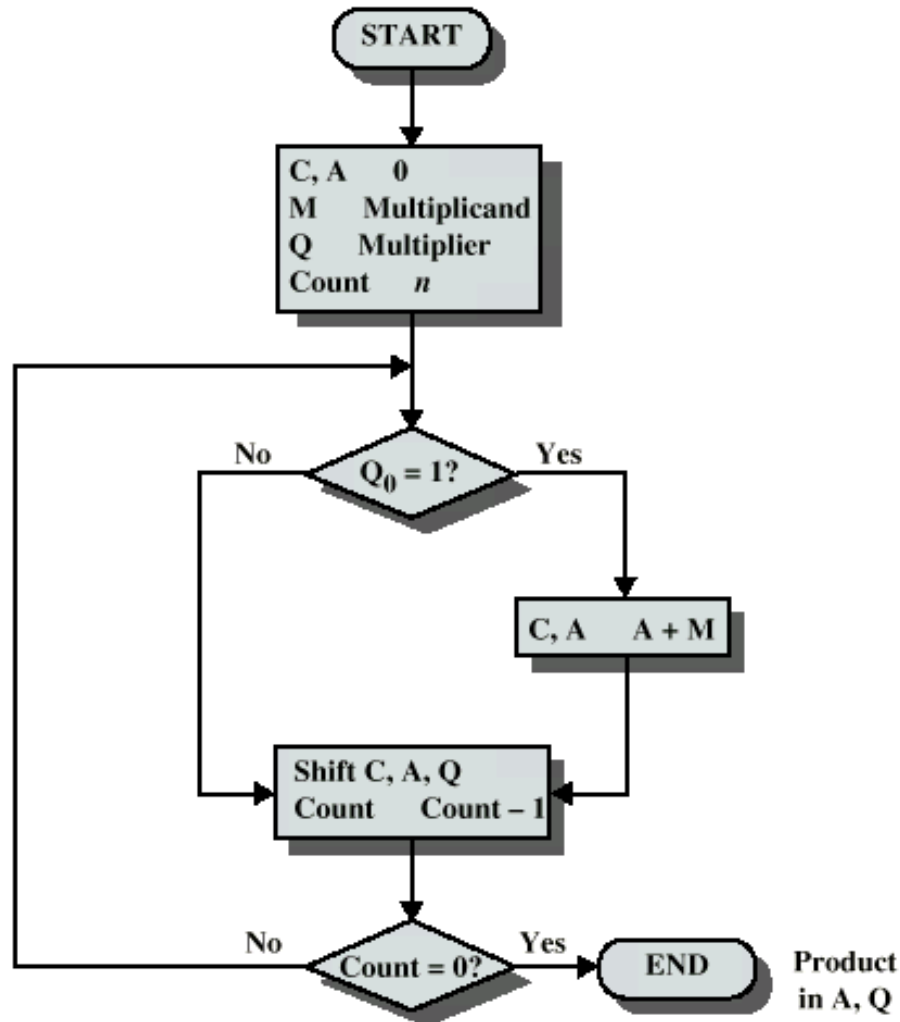 START
C, A 0
M Multiplicand
Q Multiplier
Count n
No
Q0 = 1?
Yes
C, A A + M
Shift C, A, Q
Count Count – 1
No
Count = 0?
Yes
END
Product
in A, Q